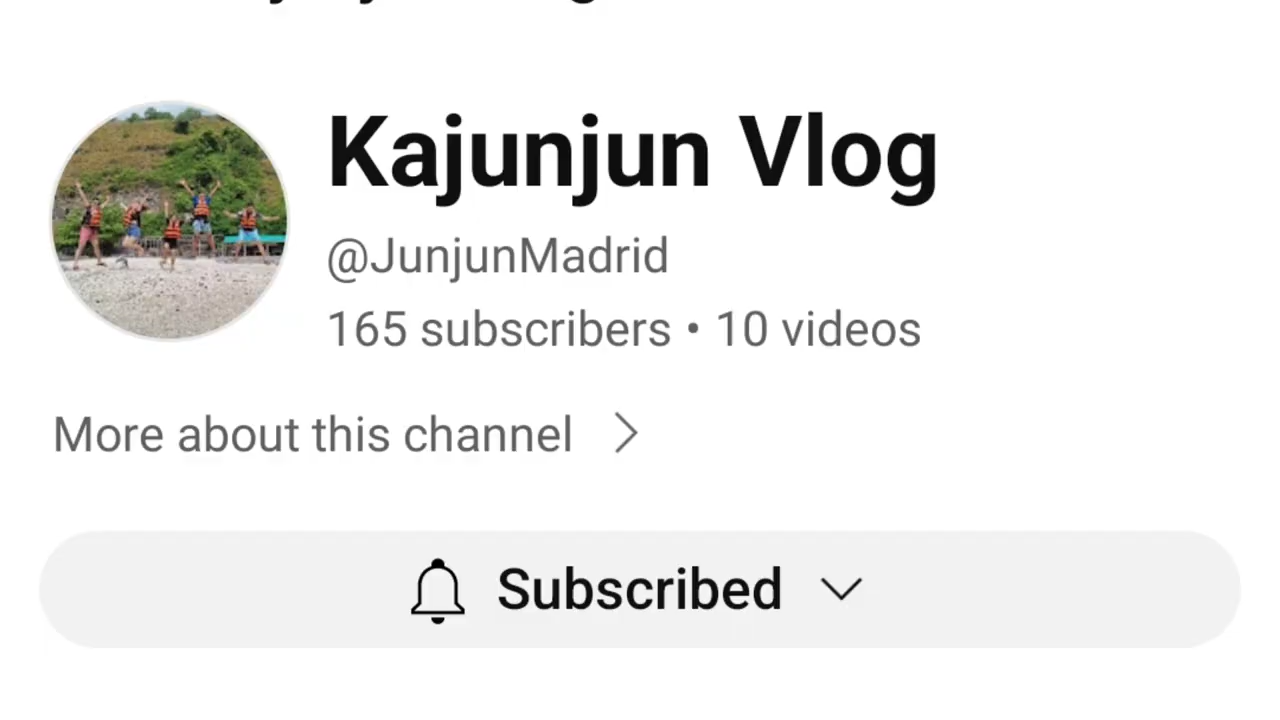 Kajunjun Vlog
@JunjunMadrid
165 subscribers • 10 videos
More about this channel
Subscribed